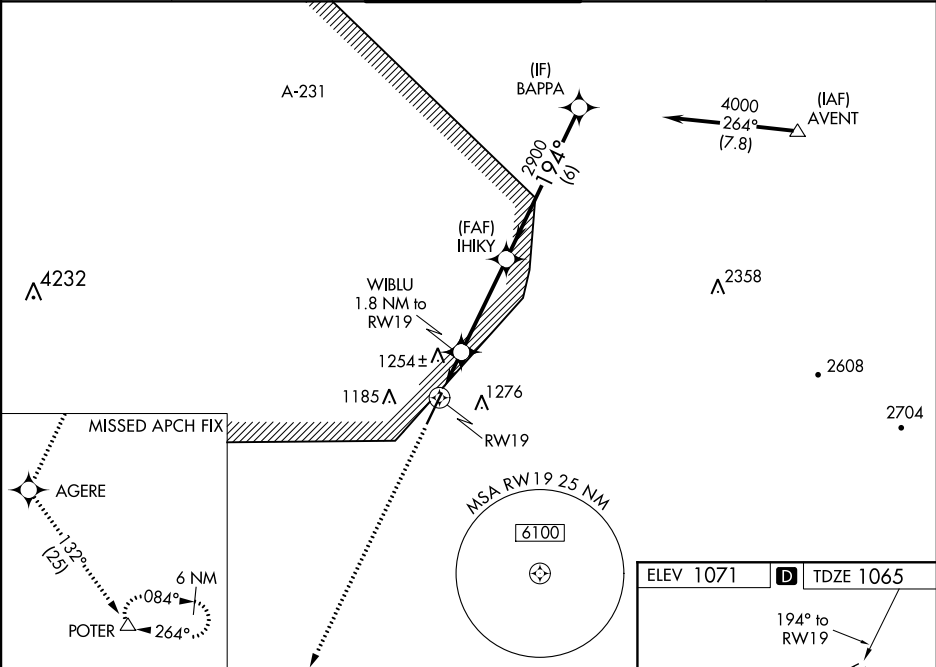 A-231
(IF)
BAPPA
4000
264°
(7.8)
(IAF)
AVENT
2900
194°
(6)
(FAF)
IHIKY
4232
2358
WIBLU
1.8 NM to
RW19
1254±
1185
1276
2608
2704
RW19
MISSED APCH FIX
AGERE
132°
(25)
6 NM
084°
264°
POTER
MSA RW19 25 NM
6100
ELEV 1071
D
TDZE 1065
194° to
RW19